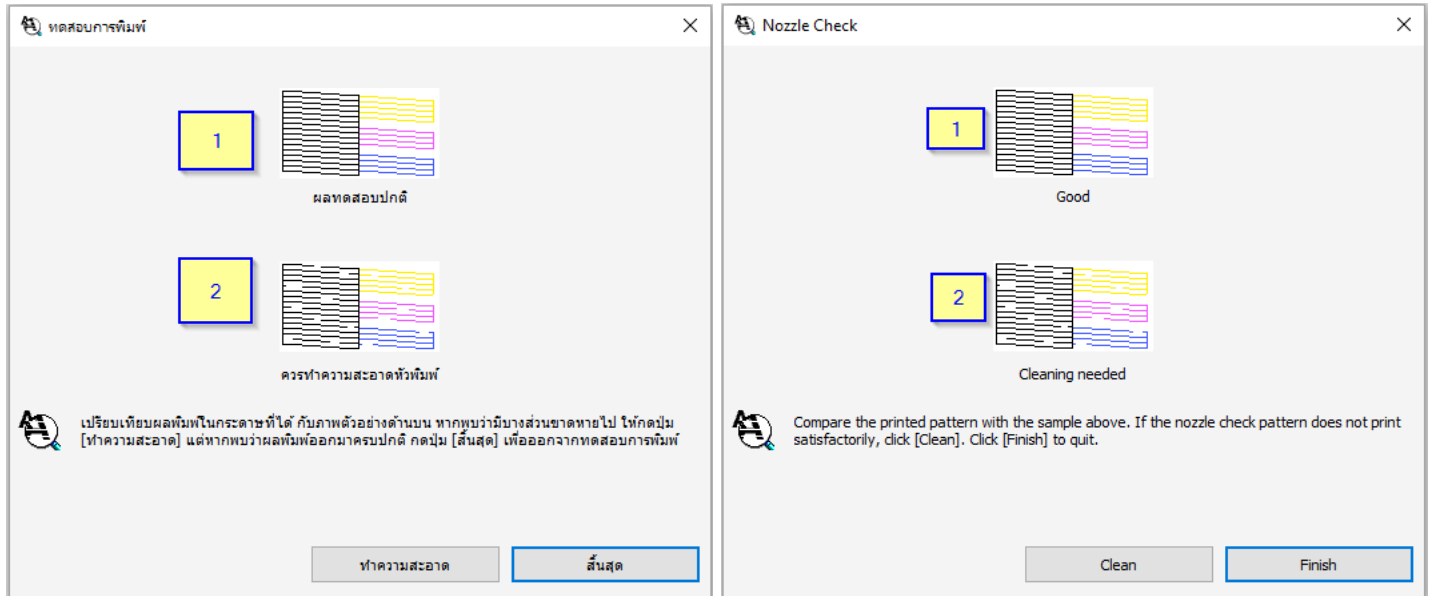 ทดสอบการพิมพ์
1
ผลทดสอบปกติ
2
ควรทำความสะอาดหัวพิมพ์
เปรียบเทียบผลพิมพ์ในกระดาษที่ได้ กับภาพตัวอย่างด้านบน หากพบว่ามีบางส่วนขาดหายไป ให้กดปุ่ม
[ทำความสะอาด] แต่หากพบว่าผลพิมพ์ออกมาครบปกติ กดปุ่ม [สิ้นสุด] เพื่อออกจากทดสอบการพิมพ์
ทำความสะอาด
สิ้นสุด
Nozzle Check
1
Good
2
Cleaning needed
Compare the printed pattern with the sample above. If the nozzle check pattern does not print
satisfactorily, click [Clean]. Click [Finish] to quit.
Clean
Finish